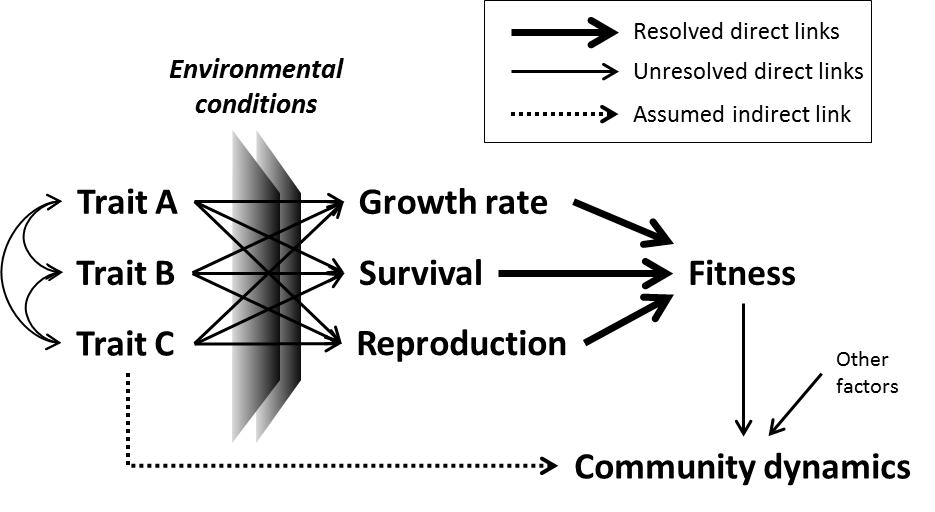 Resolved direct links
Unresolved direct links
Assumed indirect link
Environmental
conditions
Trait A
Growth rate
Trait B
Survival
Fitness
Trait C
Reproduction
Other
factors
Community dynamics